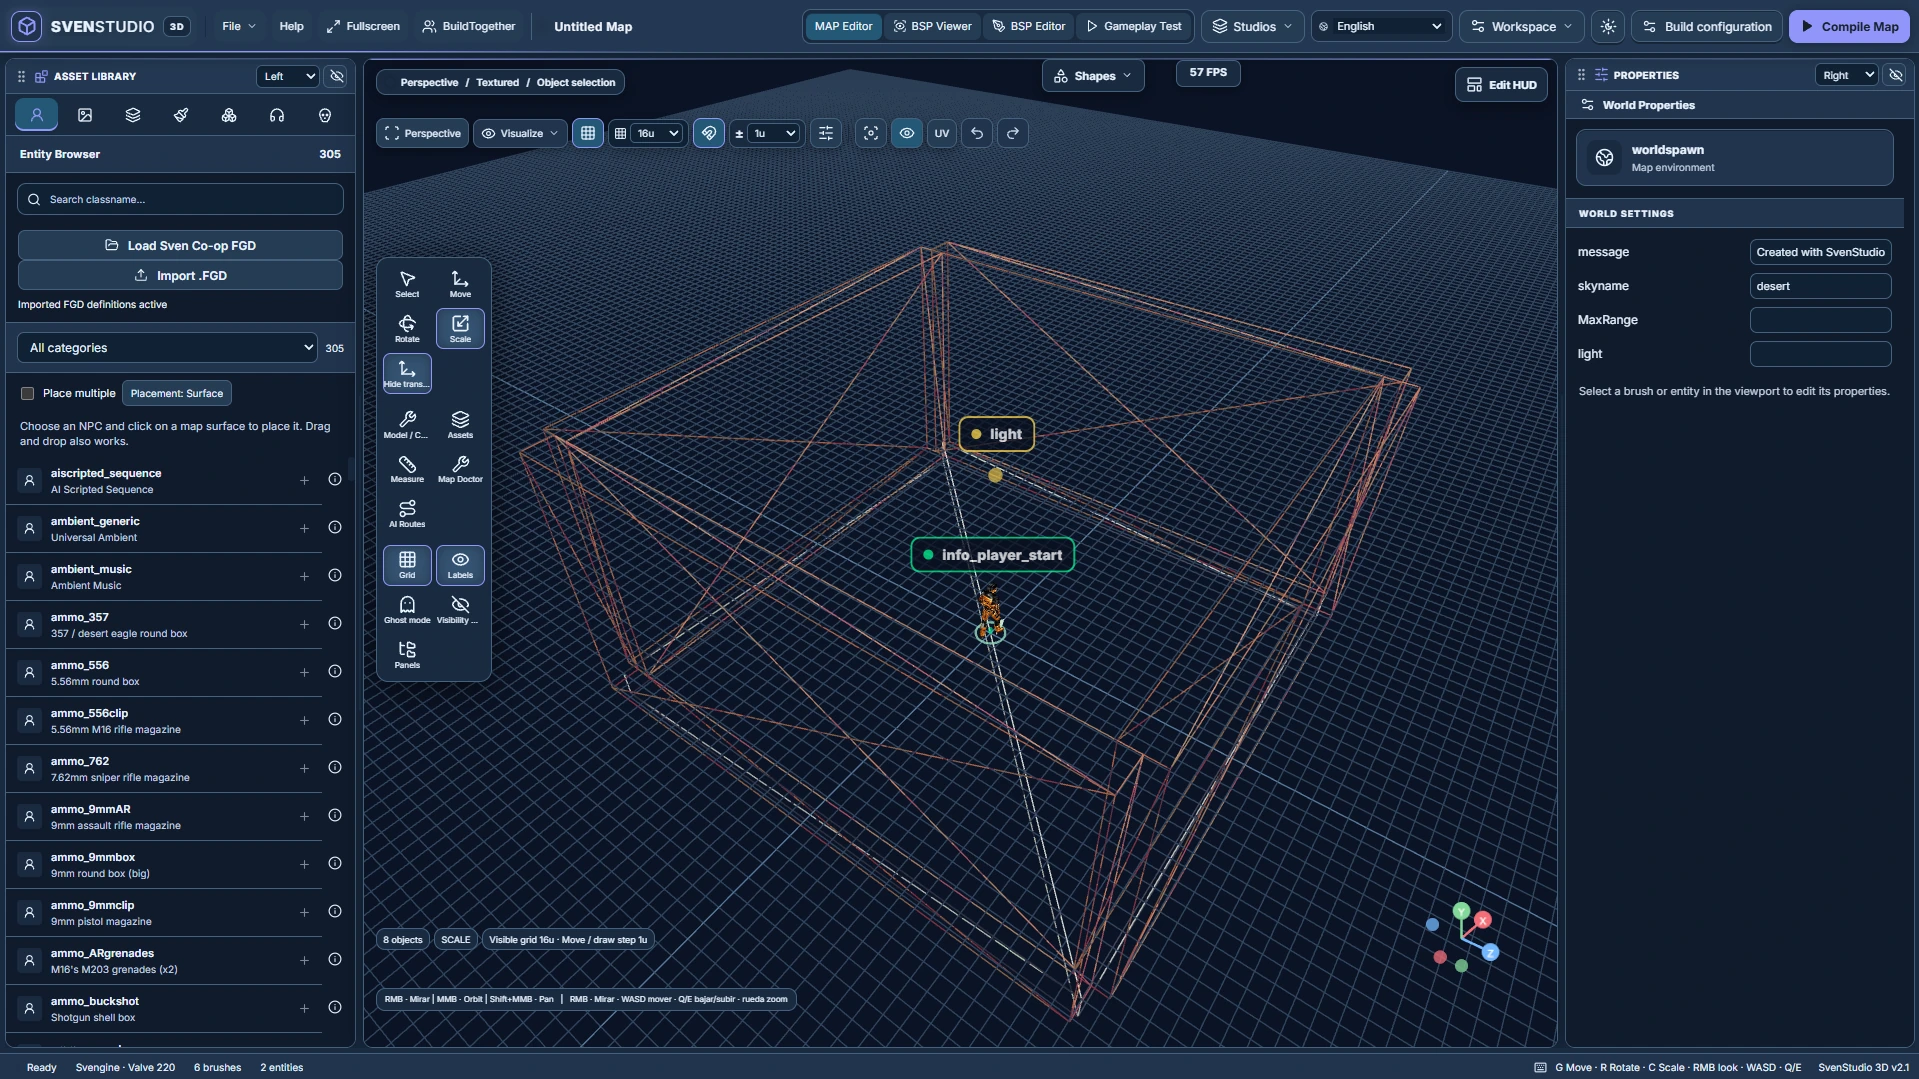 SVENSTUDIO 3D
File
Help
Fullscreen
BuildTogether
Untitled Map
MAP Editor
BSP Viewer
BSP Editor
Gameplay Test
Studios
English
Workspace
Build configuration
Compile Map
ASSET LIBRARY
Left
Entity Browser
305
Search classname...
Load Sven Co-op FGD
Import .FGD
Imported FGD definitions active
All categories
305
Place multiple
Placement: Surface
Choose an NPC and click on a map surface to place it. Drag
and drop also works.
aiscripted_sequence
AI Scripted Sequence
ambient_generic
Universal Ambient
ambient_music
Ambient Music
ammo_357
357 / desert eagle round box
ammo_556
5.56mm round box
ammo_556clip
5.56mm M16 rifle magazine
ammo_762
7.62mm sniper rifle magazine
ammo_9mmAR
9mm assault rifle magazine
ammo_9mmbox
9mm round box (big)
ammo_9mmclip
9mm pistol magazine
ammo_ARgrenades
M16's M203 grenades (x2)
ammo_buckshot
Shotgun shell box
Perspective / Textured / Object selection
Shapes
57 FPS
Edit HUD
Perspective
Visualize
16u
± 1u
UV
Select
Move
Rotate
Scale
Hide trans...
Model / C...
Assets
Measure
Map Doctor
AI Routes
Grid
Labels
Ghost mode
Visibility ...
Panels
light
info_player_start
Y
X
Z
8 objects
SCALE
Visible grid 16u · Move / draw step 1u
RMB · Mirar | MMB · Orbit | Shift+MMB · Pan | RMB · Mirar · WASD mover · Q/E bajar/subir · rueda zoom
PROPERTIES
Right
World Properties
worldspawn
Map environment
WORLD SETTINGS
message
Created with SvenStudio
skyname
desert
MaxRange
light
Select a brush or entity in the viewport to edit its properties.
Ready
Svengine · Valve 220
6 brushes
2 entities
G Move · R Rotate · C Scale · RMB look · WASD · Q/E
SvenStudio 3D v2.1